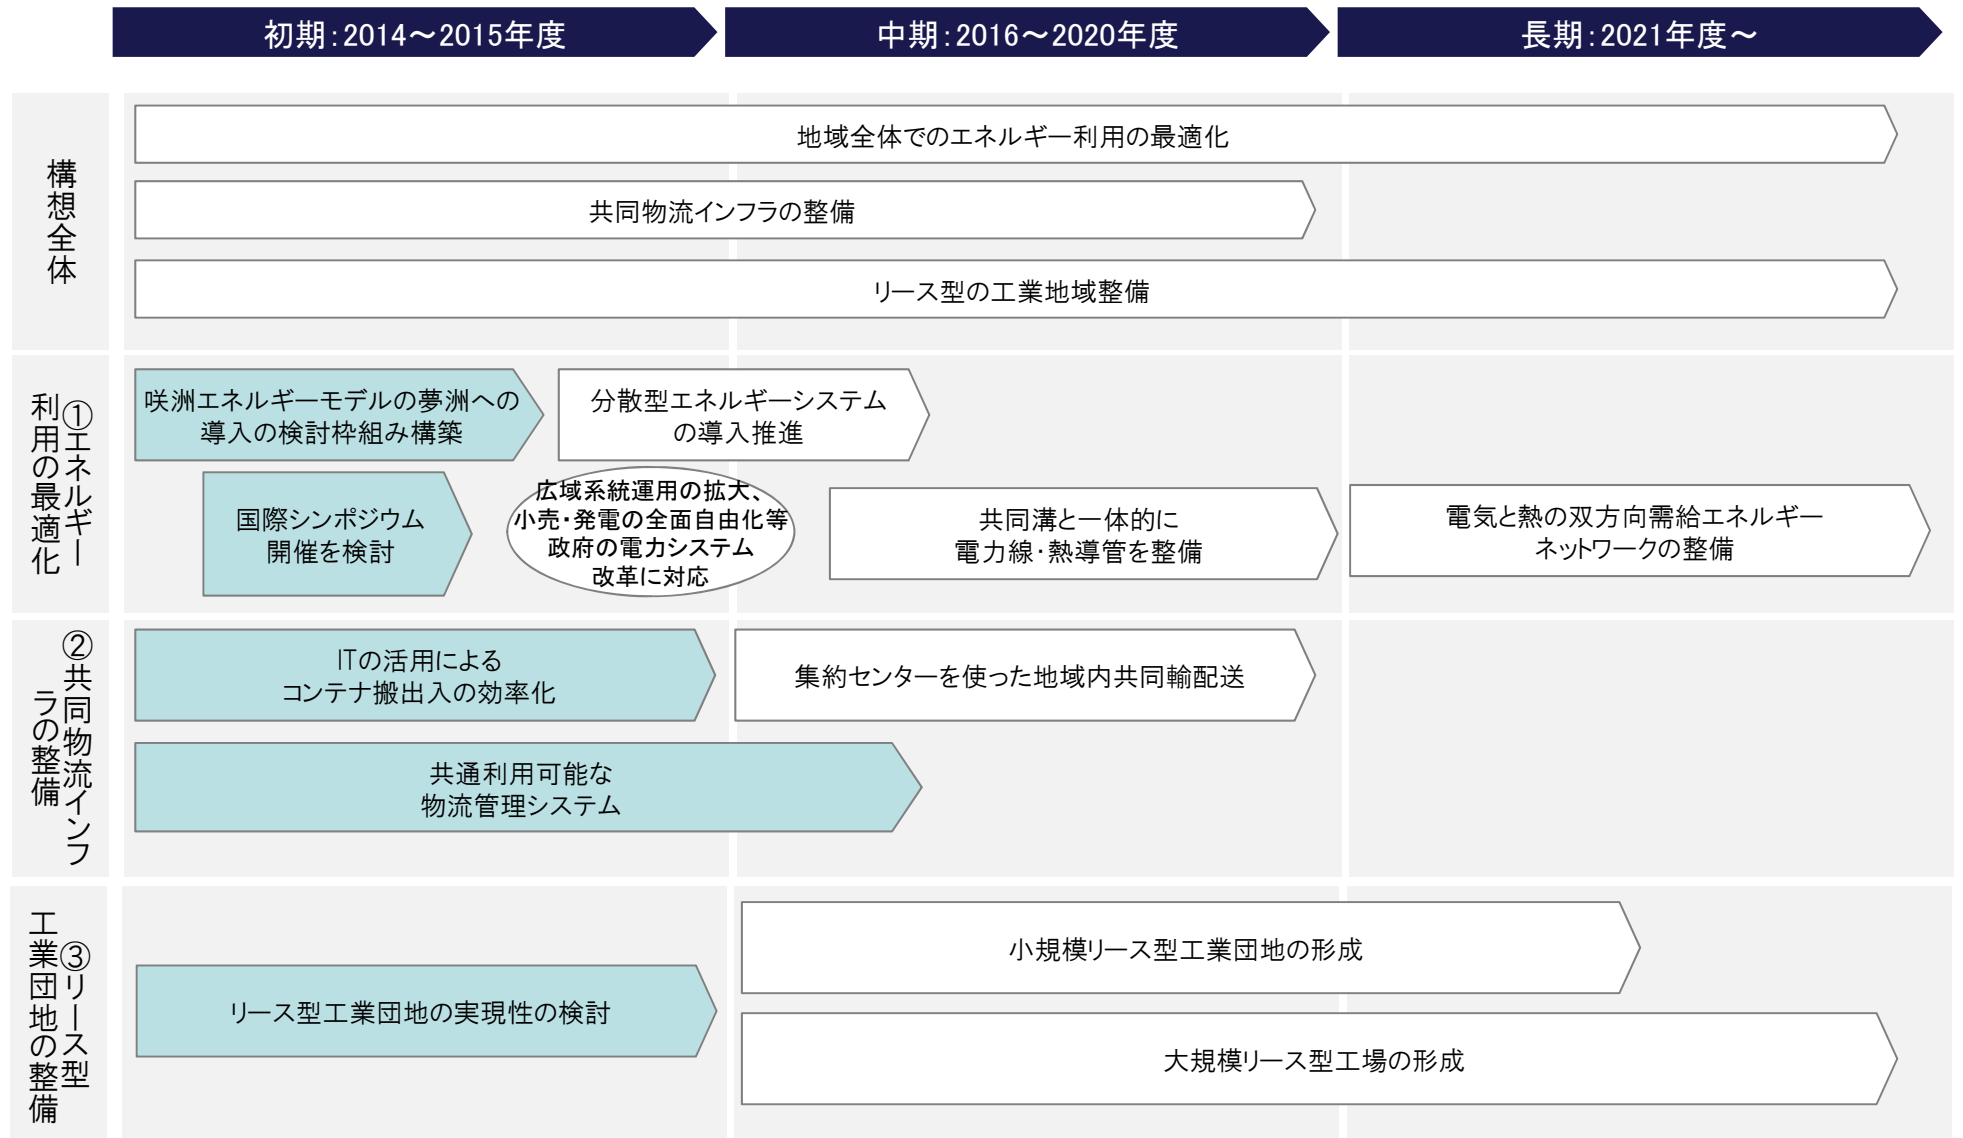 初期：2014～2015年度
中期：2016～2020年度
長期：2021年度～
構想全体
地域全体でのエネルギー利用の最適化
共同物流インフラの整備
リース型の工業地域整備
①エネルギー
利用の最適化
咲洲エネルギーモデルの夢洲への
導入の検討枠組み構築
分散型エネルギーシステム
の導入推進
国際シンポジウム
開催を検討
広域系統運用の拡大、
小売・発電の全面自由化等
政府の電力システム
改革に対応
共同溝と一体的に
電力線・熱導管を整備
電気と熱の双方向需給エネルギー
ネットワークの整備
②共同物流インフ
ラの整備
ITの活用による
コンテナ搬出入の効率化
集約センターを使った地域内共同輸配送
共通利用可能な
物流管理システム
③リース型
工業団地の整備
リース型工業団地の実現性の検討
小規模リース型工業団地の形成
大規模リース型工場の形成